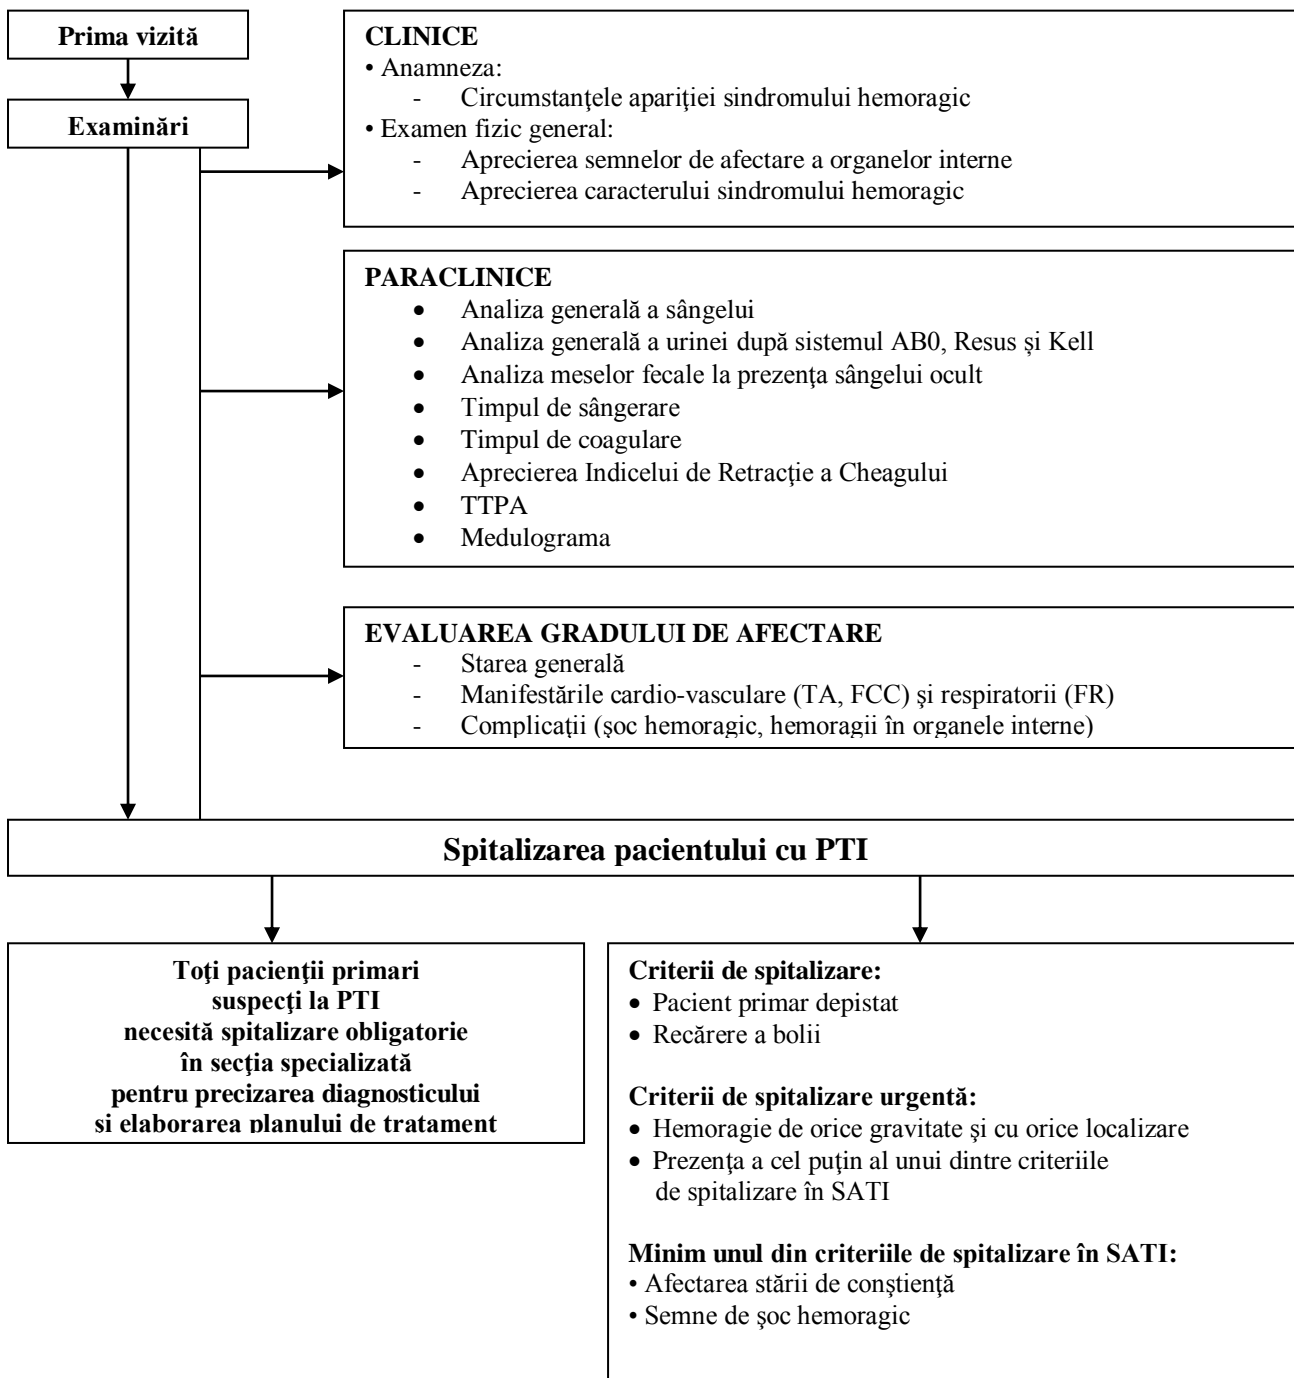 Prima vizită
Examinări
CLINICE
• Anamneza:
- Circumstanţele apariţiei sindromului hemoragic
• Examen fizic general:
- Aprecierea semnelor de afectare a organelor interne
- Aprecierea caracterului sindromului hemoragic
PARACLINICE
• Analiza generală a sângelui
• Analiza generală a urinei după sistemul AB0, Resus și Kell
• Analiza meselor fecale la prezenţa sângelui ocult
• Timpul de sângerare
• Timpul de coagulare
• Aprecierea Indicelui de Retracţie a Cheagului
• TTPA
• Medulograma
EVALUAREA GRADULUI DE AFECTARE
- Starea generală
- Manifestările cardio-vasculare (TA, FCC) şi respiratorii (FR)
- Complicaţii (şoc hemoragic, hemoragii în organele interne)
Spitalizarea pacientului cu PTI
Toţi pacienţii primari
suspecţi la PTI
necesită spitalizare obligatorie
în secţia specializată
pentru precizarea diagnosticului
si elaborarea planului de tratament
Criterii de spitalizare:
• Pacient primar depistat
• Recărere a bolii
Criterii de spitalizare urgentă:
• Hemoragie de orice gravitate şi cu orice localizare
• Prezenţa a cel puţin al unui dintre criteriile
de spitalizare în SATI
Minim unul din criteriile de spitalizare în SATI:
• Afectarea stării de conştienţă
• Semne de şoc hemoragic